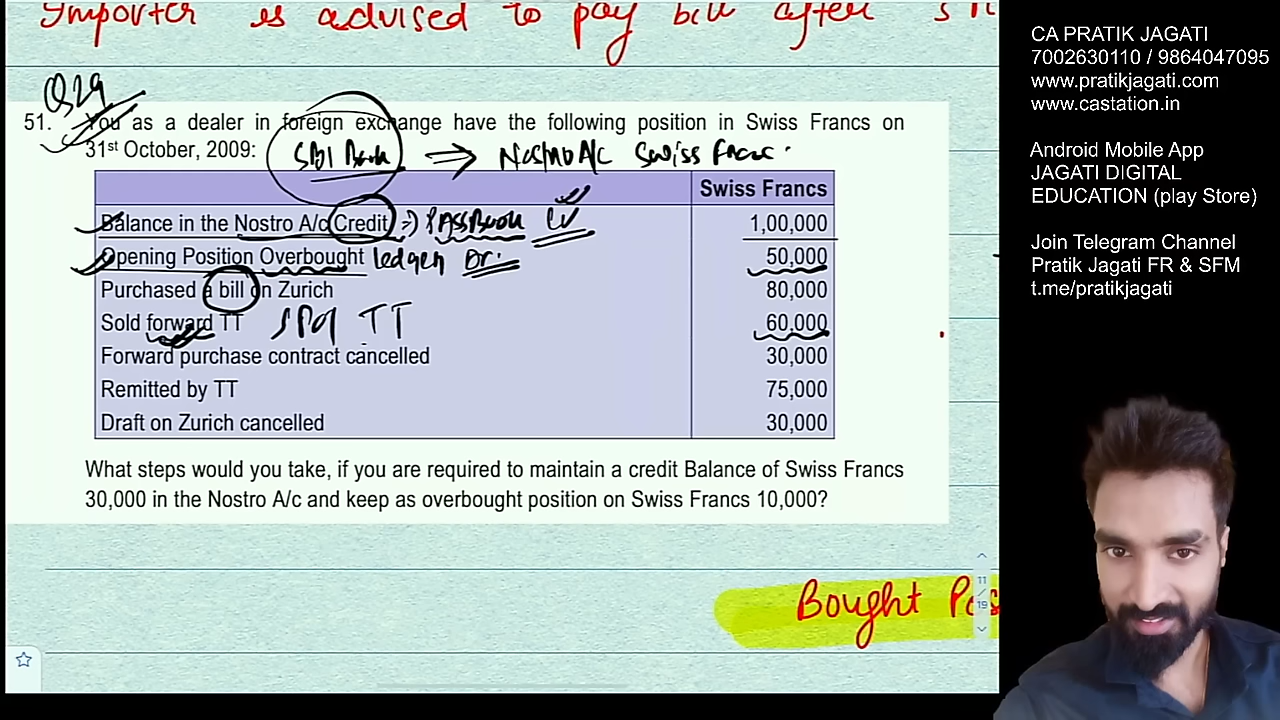 Importer is advised to pay bill after
Q29
51. You as a dealer in foreign exchange have the following position in Swiss Francs on
31st October, 2009:
SBI Bank ⇒ Nostro A/c Swiss Franc.
Swiss Francs
Balance in the Nostro A/c Credit ⇒ PASSBook 1,00,000
Opening Position Overbought ledger Dr. 50,000
Purchased a bill on Zurich 80,000
Sold forward TT Spot TT 60,000
Forward purchase contract cancelled 30,000
Remitted by TT 75,000
Draft on Zurich cancelled 30,000
What steps would you take, if you are required to maintain a credit Balance of Swiss Francs
30,000 in the Nostro A/c and keep as overbought position on Swiss Francs 10,000?
Bought Pos
11
19
CA PRATIK JAGATI
7002630110 / 9864047095
www.pratikjagati.com
www.castation.in
Android Mobile App
JAGATI DIGITAL
EDUCATION (play Store)
Join Telegram Channel
Pratik Jagati FR & SFM
t.me/pratikjagati